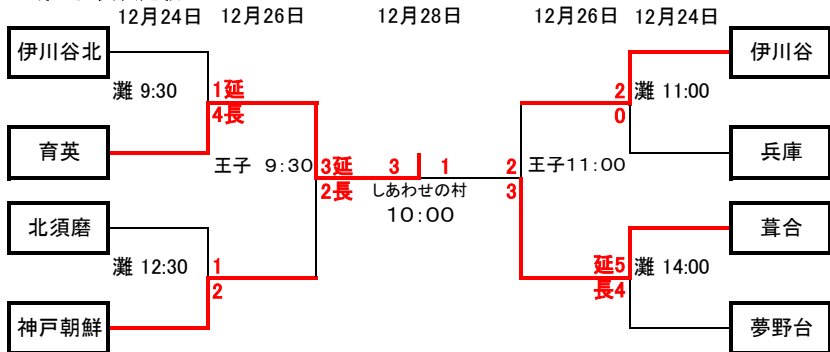 12月24日 12月26日 12月28日 12月26日 12月24日
伊川谷北 伊川谷
灘 9:30 1延 2 灘 11:00
4長 0
育英 兵庫
王子 9:30 3延 3 1 2 王子11:00
2長 しあわせの村 3
10:00
北須磨 葺合
灘 12:30 1 延5 灘 14:00
2 長4
神戸朝鮮 夢野台